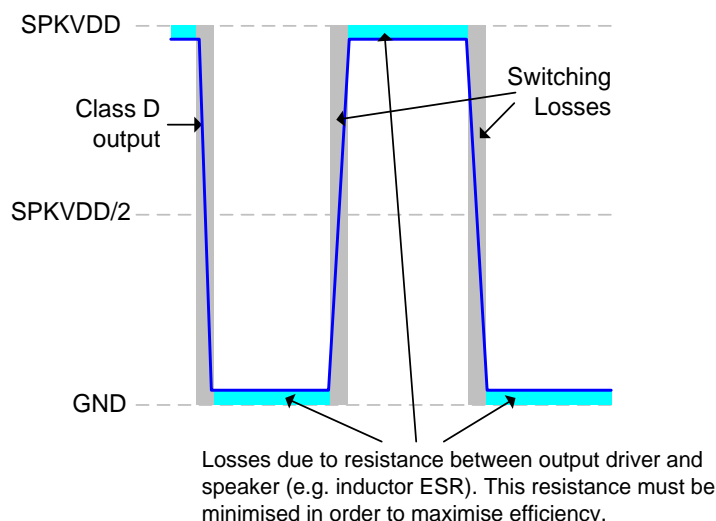 SPKVDD
Switching
Losses
Class D
output
SPKVDD/2
GND
Losses due to resistance between output driver and
speaker (e.g. inductor ESR). This resistance must be
minimised in order to maximise efficiency.